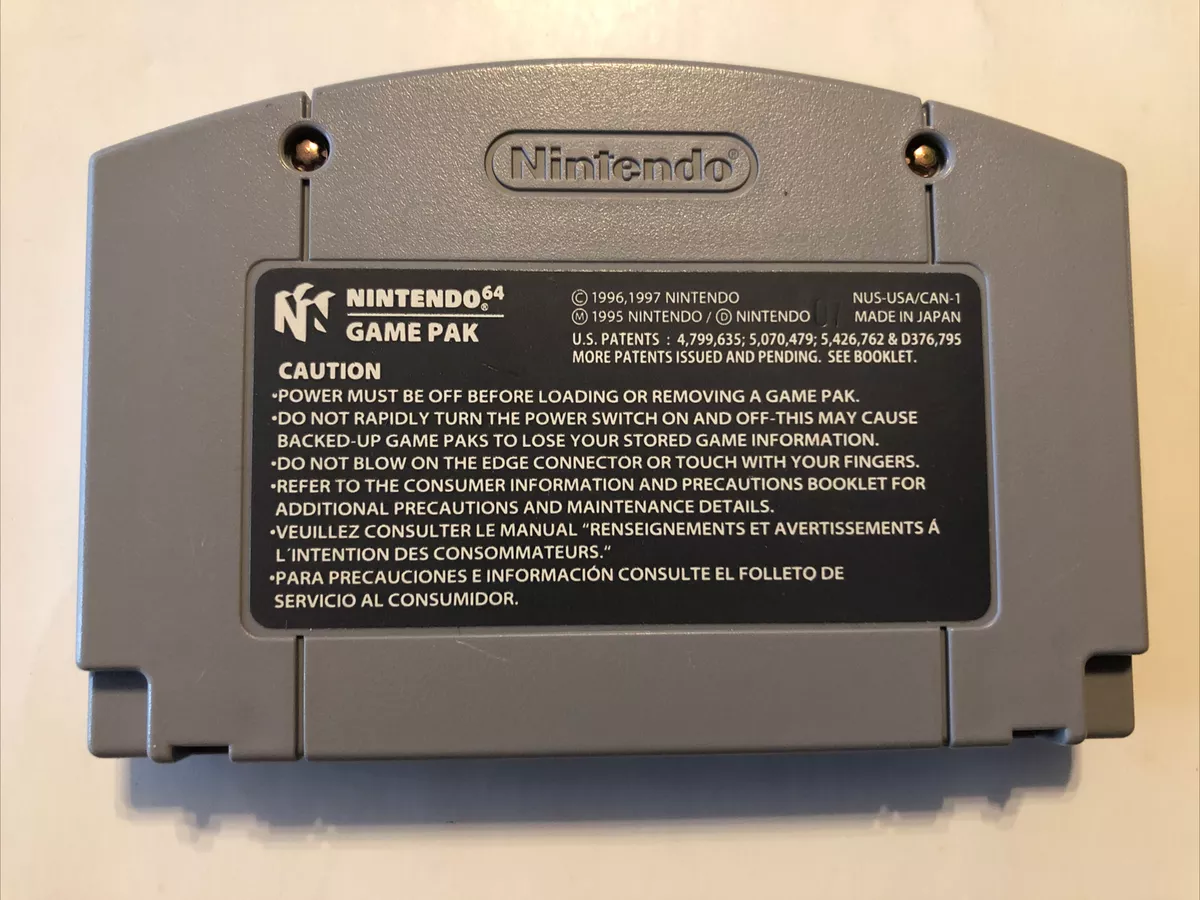 Nintendo®
NINTENDO⁶⁴®
GAME PAK
© 1996,1997 NINTENDO
Ⓜ 1995 NINTENDO / Ⓓ NINTENDO
NUS-USA/CAN-1
MADE IN JAPAN
U.S. PATENTS : 4,799,635; 5,070,479; 5,426,762 & D376,795
MORE PATENTS ISSUED AND PENDING. SEE BOOKLET.
CAUTION
•POWER MUST BE OFF BEFORE LOADING OR REMOVING A GAME PAK.
•DO NOT RAPIDLY TURN THE POWER SWITCH ON AND OFF-THIS MAY CAUSE
BACKED-UP GAME PAKS TO LOSE YOUR STORED GAME INFORMATION.
•DO NOT BLOW ON THE EDGE CONNECTOR OR TOUCH WITH YOUR FINGERS.
•REFER TO THE CONSUMER INFORMATION AND PRECAUTIONS BOOKLET FOR
ADDITIONAL PRECAUTIONS AND MAINTENANCE DETAILS.
•VEUILLEZ CONSULTER LE MANUAL “RENSEIGNEMENTS ET AVERTISSEMENTS Á
L´INTENTION DES CONSOMMATEURS.“
•PARA PRECAUCIONES E INFORMACIÓN CONSULTE EL FOLLETO DE
SERVICIO AL CONSUMIDOR.